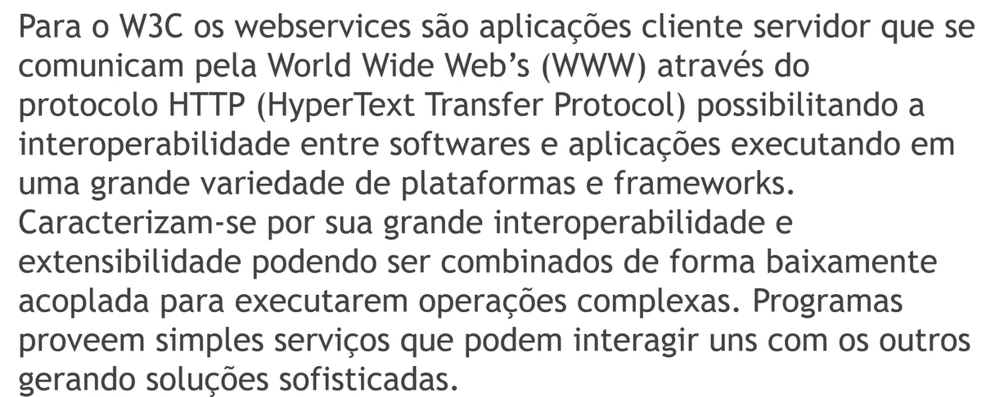 Para o W3C os webservices são aplicações cliente servidor que se
comunicam pela World Wide Web’s (WWW) através do
protocolo HTTP (HyperText Transfer Protocol) possibilitando a
interoperabilidade entre softwares e aplicações executando em
uma grande variedade de plataformas e frameworks.
Caracterizam-se por sua grande interoperabilidade e
extensibilidade podendo ser combinados de forma baixamente
acoplada para executarem operações complexas. Programas
proveem simples serviços que podem interagir uns com os outros
gerando soluções sofisticadas.